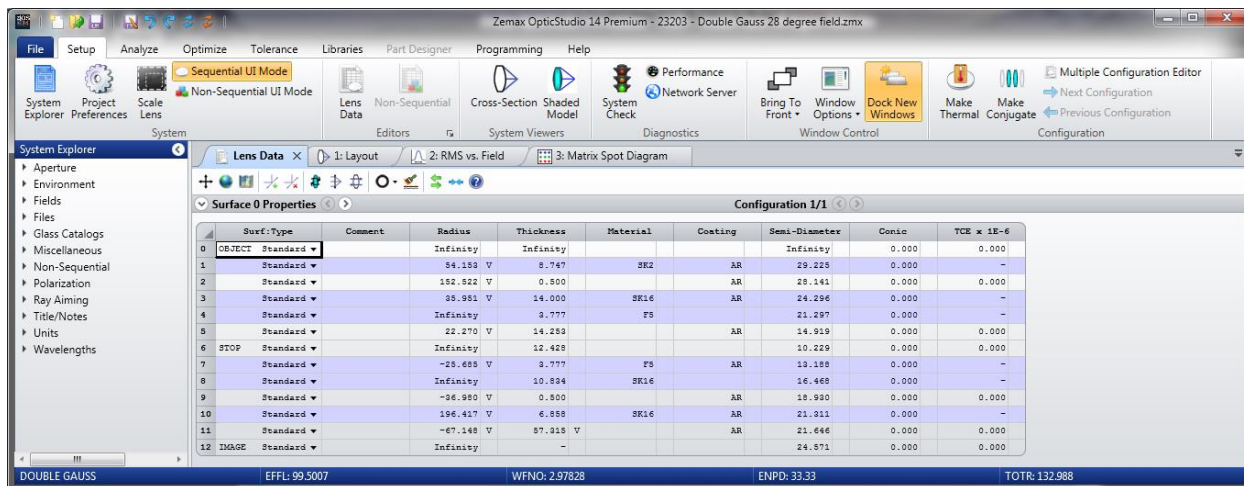 Zemax OpticStudio 14 Premium - 23203 - Double Gauss 28 degree field.zmx
File Setup Analyze Optimize Tolerance Libraries Part Designer Programming Help
Sequential UI Mode
Non-Sequential UI Mode
System Explorer
Project Preferences
Scale Lens
System
Lens Data
Non-Sequential
Editors
Cross-Section
Shaded Model
System Viewers
System Check
Performance
Network Server
Diagnostics
Bring To Front
Window Options
Dock New Windows
Window Control
Make Thermal
Make Conjugate
Multiple Configuration Editor
Next Configuration
Previous Configuration
Configuration
System Explorer
Aperture
Environment
Fields
Files
Glass Catalogs
Miscellaneous
Non-Sequential
Polarization
Ray Aiming
Title/Notes
Units
Wavelengths
Lens Data X 1: Layout 2: RMS vs. Field 3: Matrix Spot Diagram
Surface 0 Properties Configuration 1/1
Surf:Type Comment Radius Thickness Material Coating Semi-Diameter Conic TCE x 1E-6
0 OBJECT Standard Infinity Infinity Infinity 0.000 0.000
1 Standard 54.153 V 8.747 SK2 AR 29.225 0.000 -
2 Standard 152.522 V 0.500 AR 28.141 0.000 0.000
3 Standard 35.951 V 14.000 SK16 AR 24.296 0.000 -
4 Standard Infinity 3.777 F5 21.297 0.000 -
5 Standard 22.270 V 14.253 AR 14.919 0.000 0.000
6 STOP Standard Infinity 12.428 10.229 0.000 0.000
7 Standard -25.685 V 3.777 F5 AR 13.188 0.000 -
8 Standard Infinity 10.834 SK16 16.468 0.000 -
9 Standard -36.980 V 0.500 AR 18.930 0.000 0.000
10 Standard 196.417 V 6.858 SK16 AR 21.311 0.000 -
11 Standard -67.148 V 57.315 V AR 21.646 0.000 0.000
12 IMAGE Standard Infinity - 24.571 0.000 0.000
DOUBLE GAUSS EFFL: 99.5007 WFNO: 2.97828 ENPD: 33.33 TOTR: 132.988